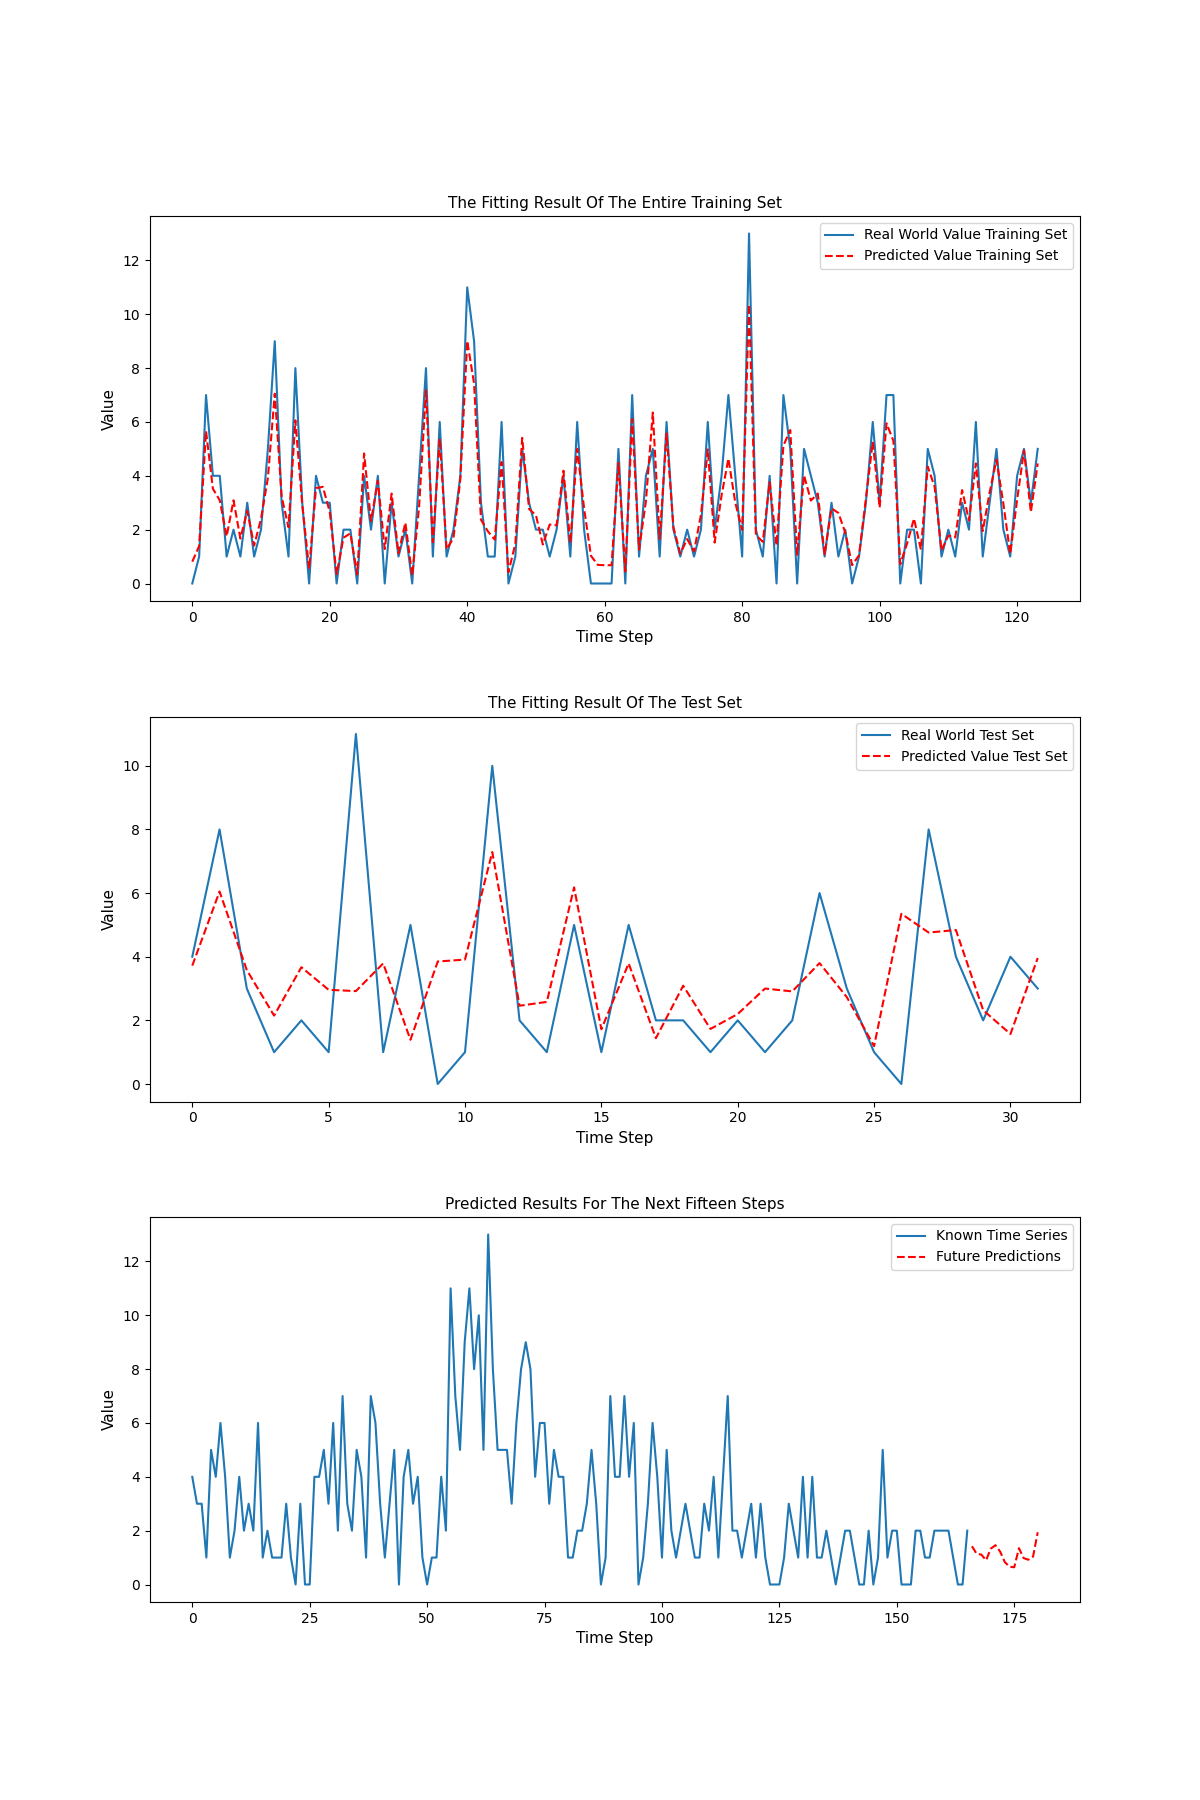 The Fitting Result Of The Entire Training Set
Real World Value Training Set
Predicted Value Training Set
Value
12
10
8
6
4
2
0
0 20 40 60 80 100 120
Time Step
The Fitting Result Of The Test Set
Real World Test Set
Predicted Value Test Set
Value
10
8
6
4
2
0
0 5 10 15 20 25 30
Time Step
Predicted Results For The Next Fifteen Steps
Known Time Series
Future Predictions
Value
12
10
8
6
4
2
0
0 25 50 75 100 125 150 175
Time Step